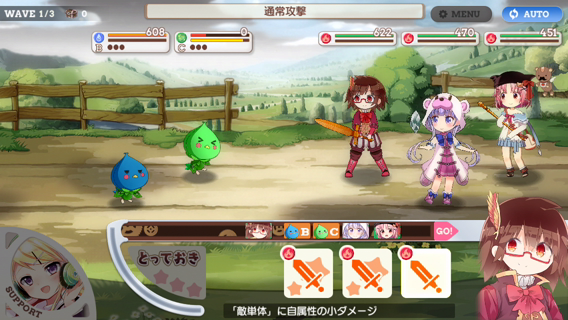 WAVE 1/3 0
通常攻撃
MENU
AUTO
608
B
0
C
622
470
451
B C GO!
とっておき
SUPPORT
「敵単体」に自属性の小ダメージ